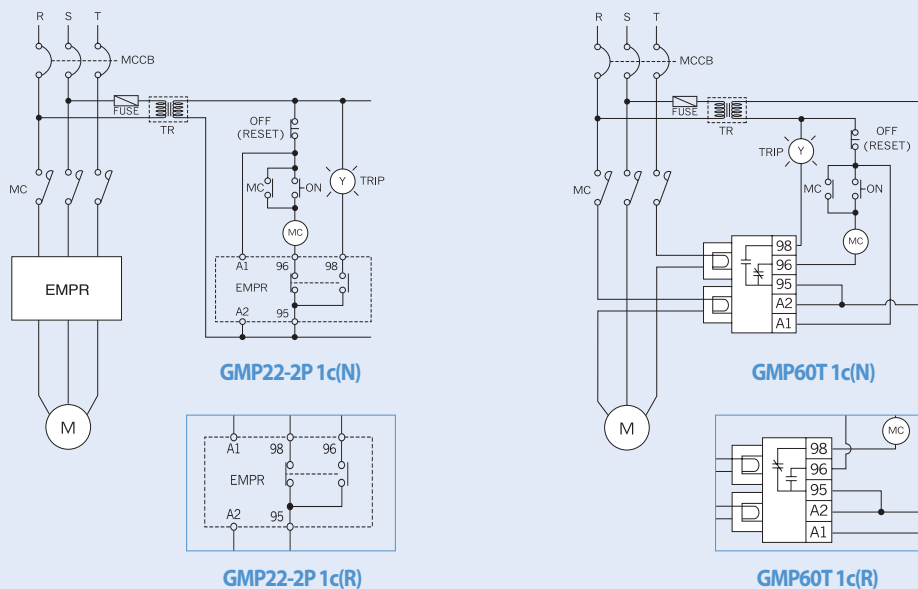 R S T
MCCB
FUSE
TR
OFF
(RESET)
MC
MC
ON
Y
TRIP
MC
EMPR
A1
96
98
EMPR
A2
95
M
GMP22-2P 1c(N)
A1
98
96
EMPR
A2
95
GMP22-2P 1c(R)
R S T
MCCB
FUSE
TR
OFF
(RESET)
TRIP
Y
MC
MC
ON
MC
98
96
95
A2
A1
M
GMP60T 1c(N)
MC
98
96
95
A2
A1
GMP60T 1c(R)